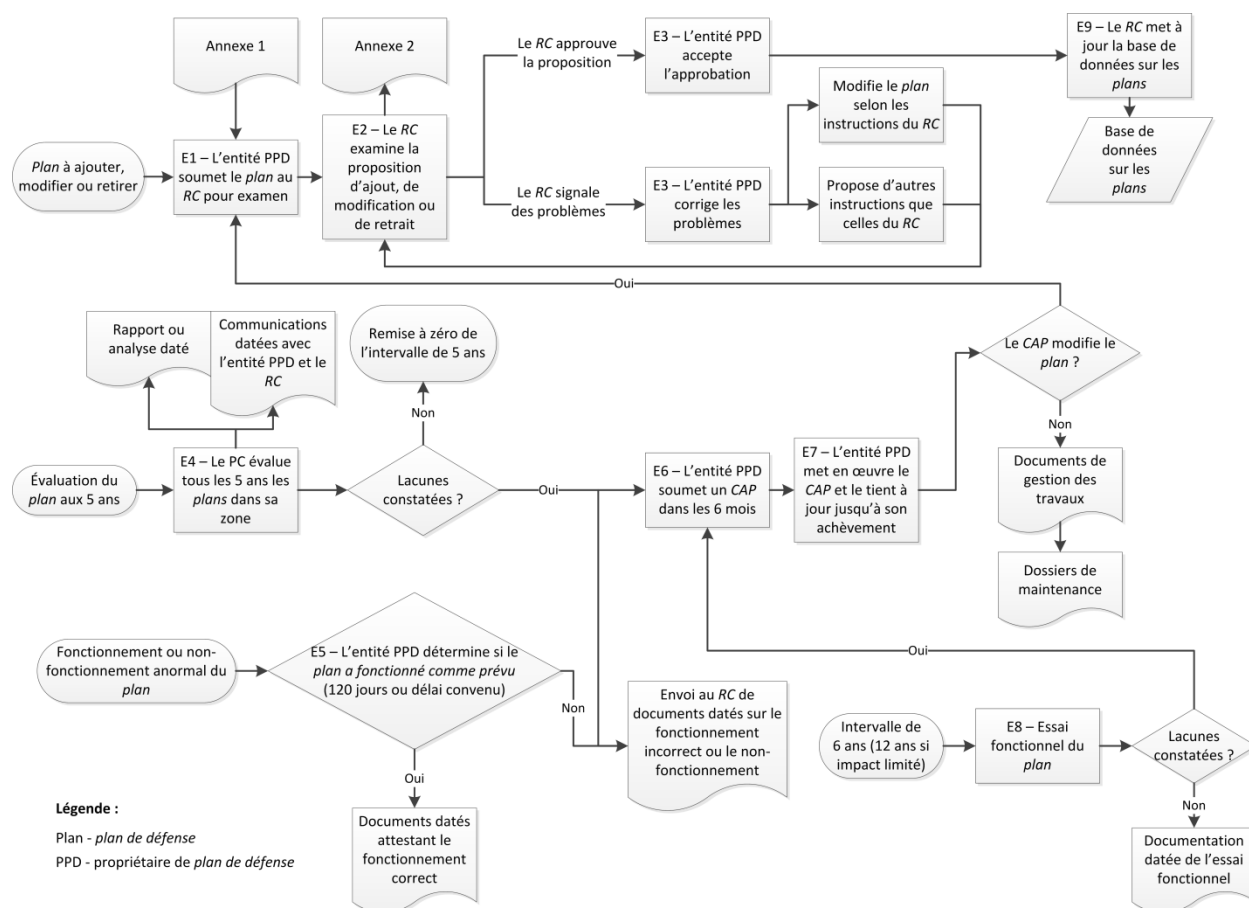 Annexe 1
Annexe 2
Le RC approuve
la proposition
E3 – L'entité PPD
accepte
l'approbation
E9 – Le RC met à
jour la base de
données sur les
plans
Plan à ajouter,
modifier ou retirer
E1 – L'entité PPD
soumet le plan au
RC pour examen
E2 – Le RC
examine la
proposition
d'ajout, de
modification ou
de retrait
Le RC signale
des problèmes
E3 – L'entité PPD
corrige les
problèmes
Modifie le plan
selon les
instructions du RC
Propose d'autres
instructions que
celles du RC
Base de
données
sur les
plans
Oui
Rapport ou
analyse daté
Communications
datées avec
l'entité PPD et le
RC
Remise à zéro de
l'intervalle de 5 ans
Non
Le CAP modifie le
plan ?
Non
Évaluation du
plan aux 5 ans
E4 – Le PC évalue
tous les 5 ans les
plans dans sa
zone
Lacunes
constatées ?
Oui
E6 – L'entité PPD
soumet un CAP
dans les 6 mois
E7 – L'entité PPD
met en œuvre le
CAP et le tient à
jour jusqu'à son
achèvement
Documents de
gestion des
travaux
Dossiers de
maintenance
Fonctionnement ou non-
fonctionnement anormal du
plan
E5 – L'entité PPD détermine si le
plan a fonctionné comme prévu
(120 jours ou délai convenu)
Non
Oui
Envoi au RC de
documents datés sur le
fonctionnement
incorrect ou le non-
fonctionnement
Oui
Intervalle de
6 ans (12 ans si
impact limité)
E8 – Essai
fonctionnel du
plan
Lacunes
constatées ?
Non
Documents datés
attestant le
fonctionnement
correct
Documentation
datée de l'essai
fonctionnel
Légende :
Plan - plan de défense
PPD - propriétaire de plan de défense